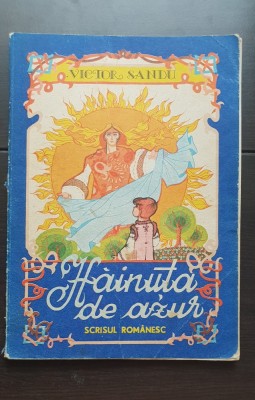 VICTOR SANDU
Hăinuța
de azur
SCRISUL ROMÂNESC